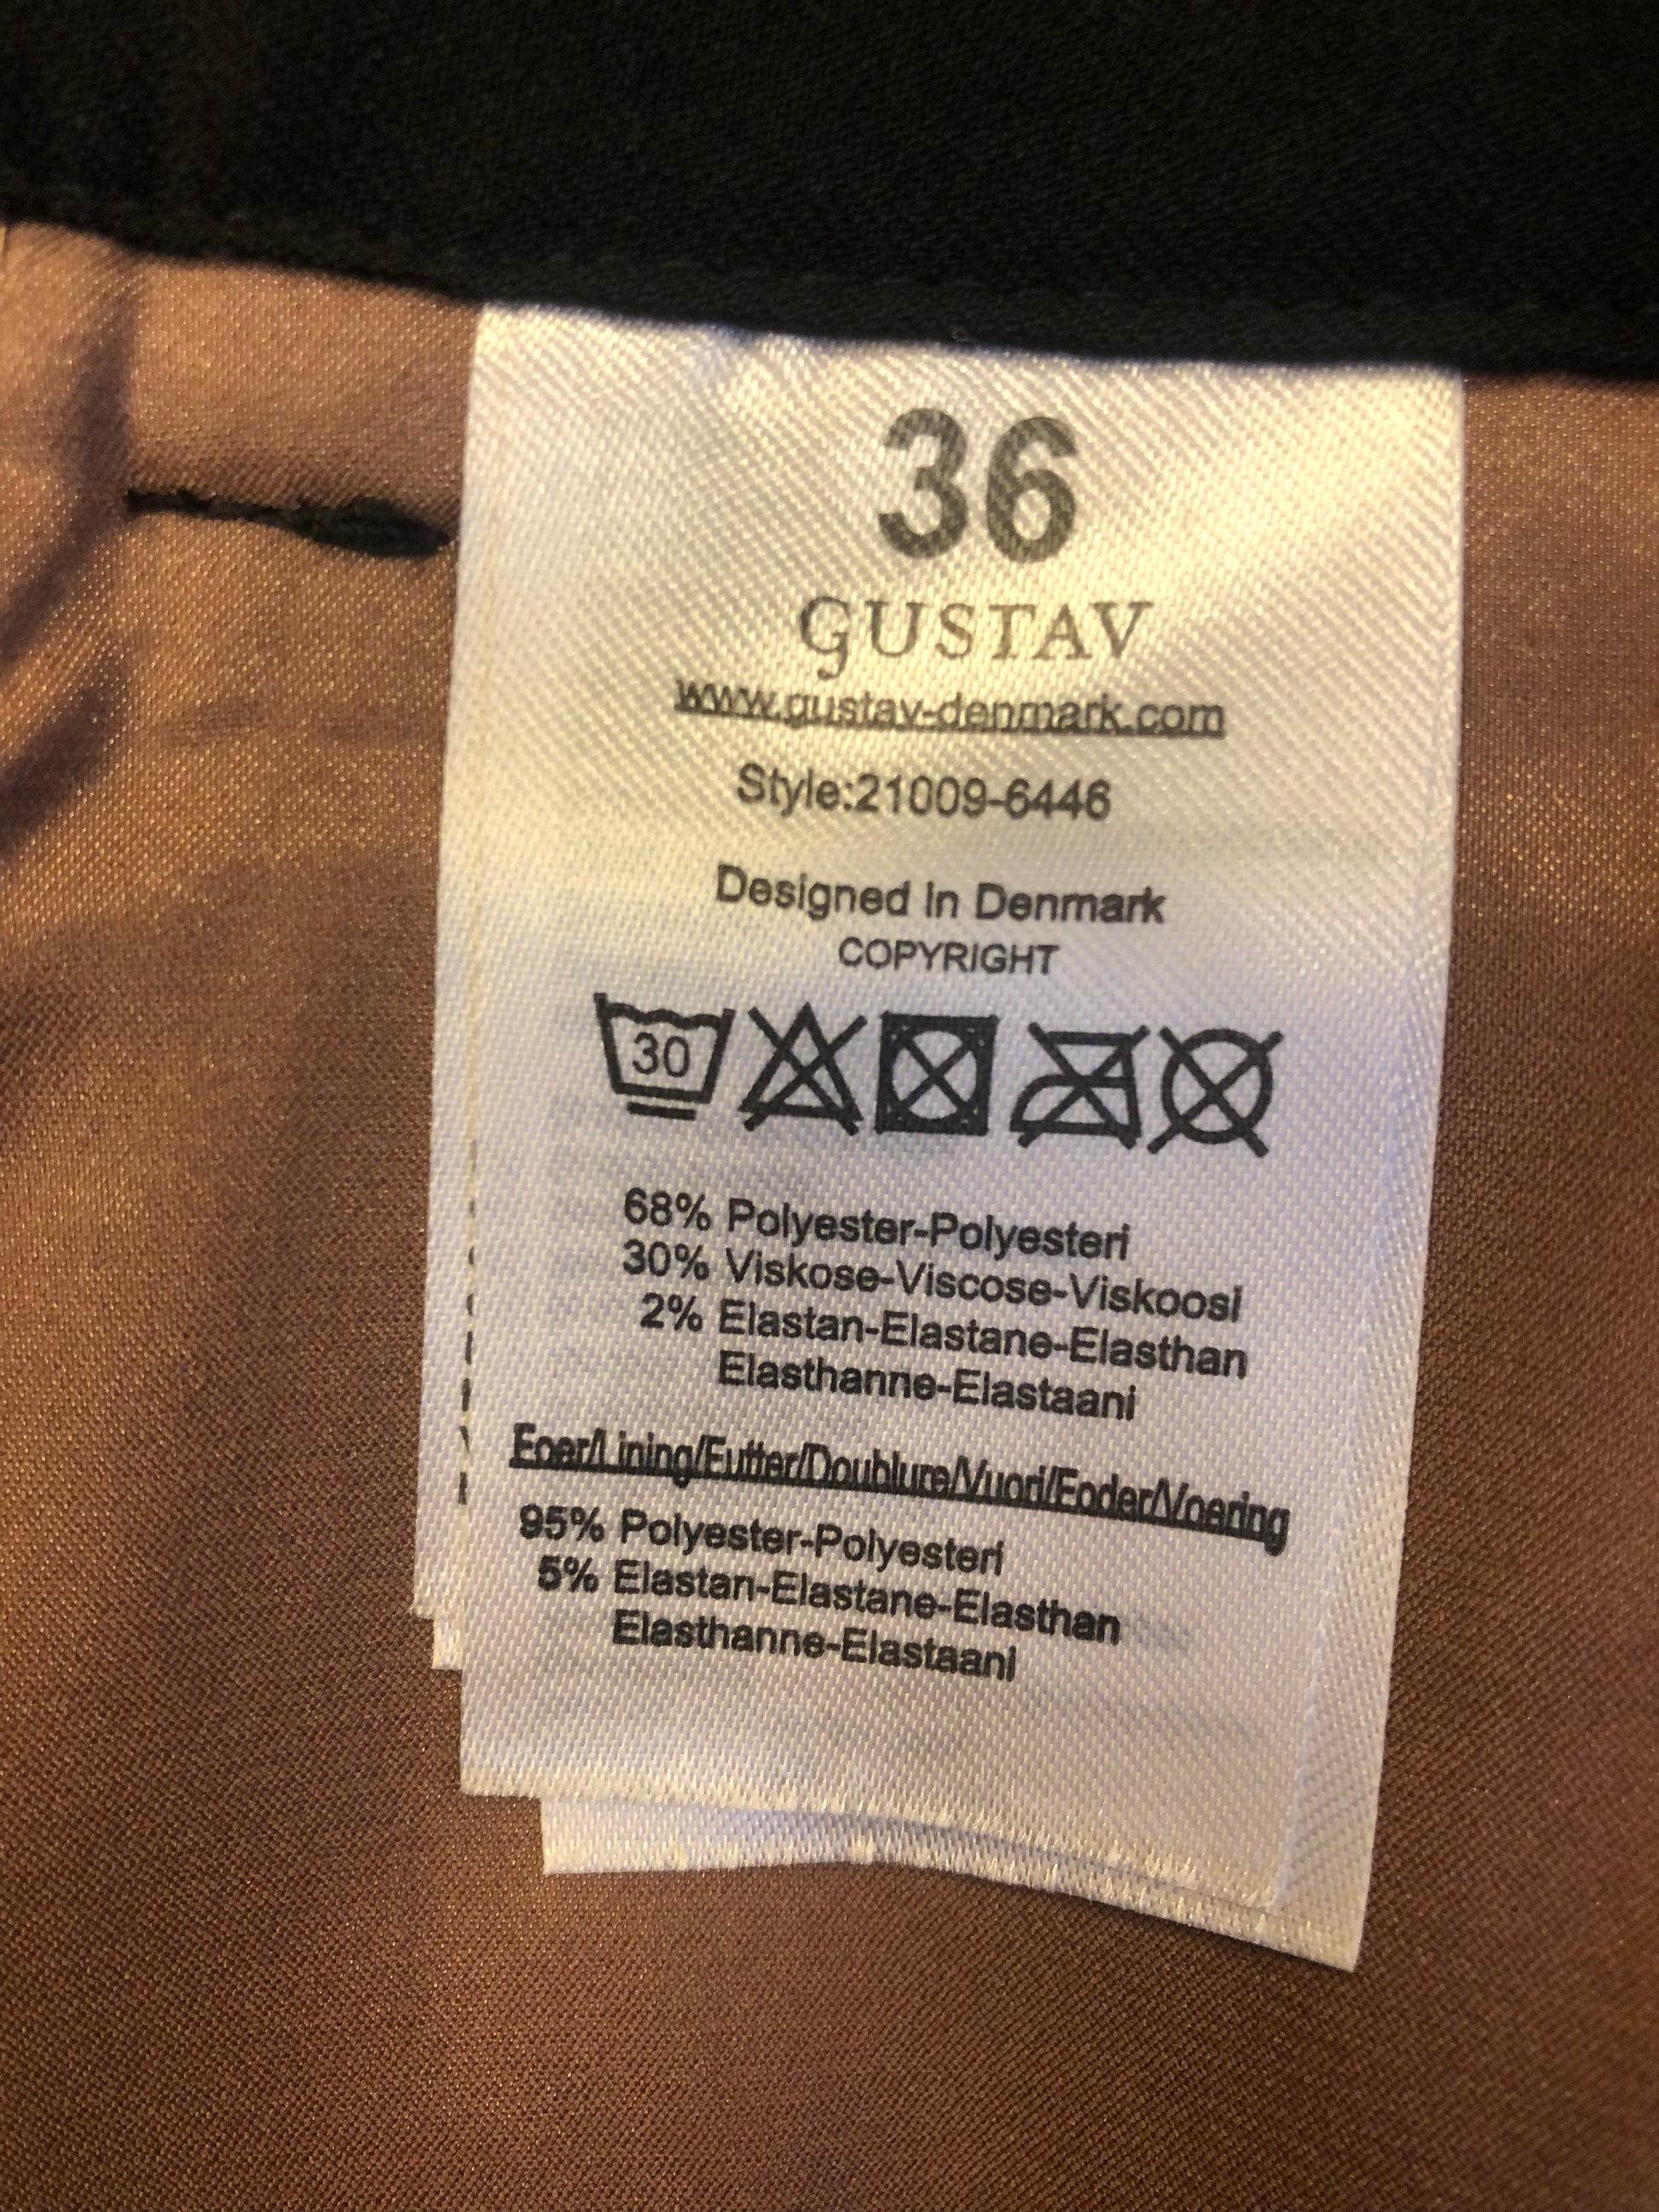 36
GUSTAV
www.gustav-denmark.com
Style:21009-6446
Designed in Denmark
COPYRIGHT
30
68% Polyester-Polyesteri
30% Viskose-Viscose-Viskoosi
2% Elastan-Elastane-Elasthan
Elasthanne-Elastaani
Foer/Lining/Futter/Doublure/Vuori/Foder/Voering
95% Polyester-Polyesteri
5% Elastan-Elastane-Elasthan
Elasthanne-Elastaani